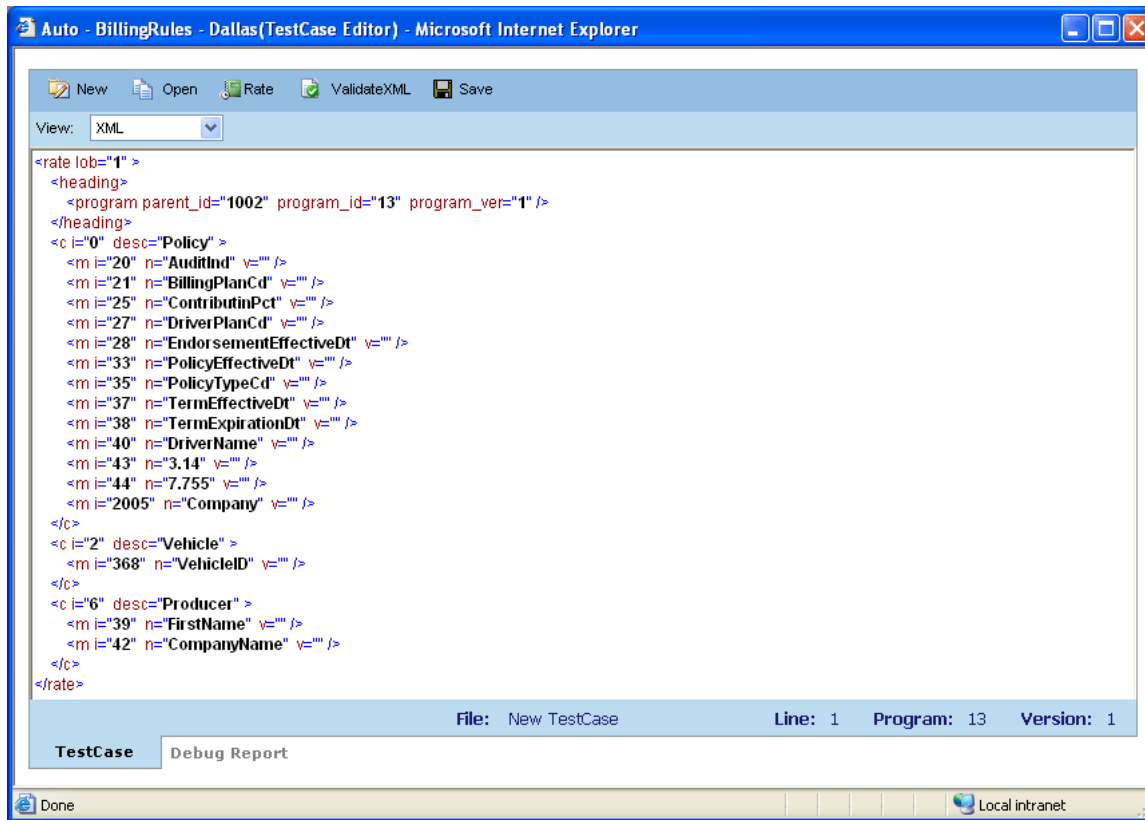 Auto - BillingRules - Dallas(TestCase Editor) - Microsoft Internet Explorer
New Open Rate ValidateXML Save
View: XML
<rate lob="1" >
<heading>
<program parent_id="1002" program_id="13" program_ver="1" />
</heading>
<c i="0" desc="Policy" >
<m i="20" n="AuditInd" v="" />
<m i="21" n="BillingPlanCd" v="" />
<m i="25" n="ContributinPct" v="" />
<m i="27" n="DriverPlanCd" v="" />
<m i="28" n="EndorsementEffectiveDt" v="" />
<m i="33" n="PolicyEffectiveDt" v="" />
<m i="35" n="PolicyTypeCd" v="" />
<m i="37" n="TermEffectiveDt" v="" />
<m i="38" n="TermExpirationDt" v="" />
<m i="40" n="DriverName" v="" />
<m i="43" n="3.14" v="" />
<m i="44" n="7.755" v="" />
<m i="2005" n="Company" v="" />
</c>
<c i="2" desc="Vehicle" >
<m i="368" n="VehicleID" v="" />
</c>
<c i="6" desc="Producer" >
<m i="39" n="FirstName" v="" />
<m i="42" n="CompanyName" v="" />
</c>
</rate>
File: New TestCase Line: 1 Program: 13 Version: 1
TestCase Debug Report
Done Local intranet